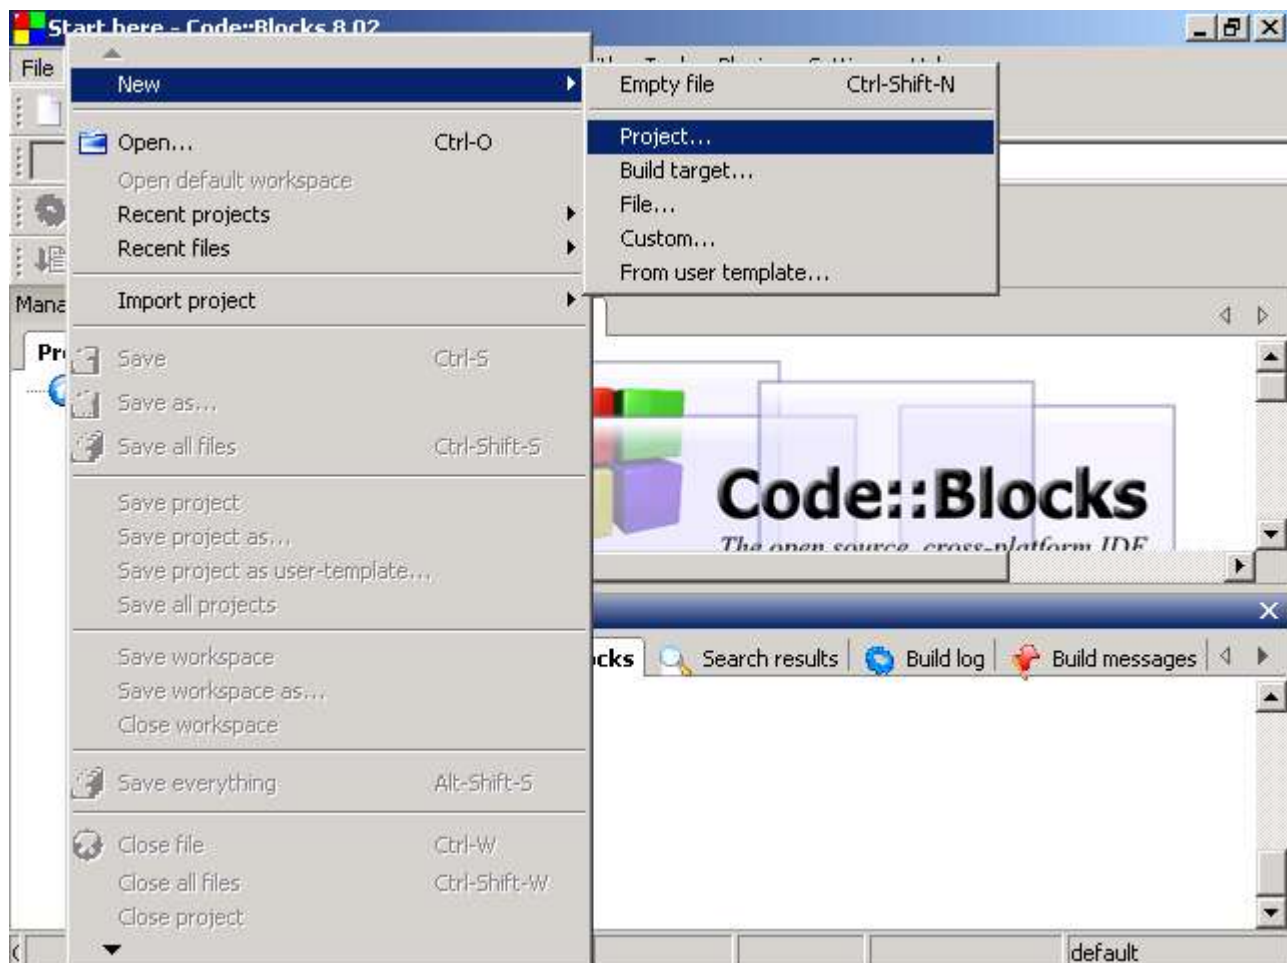 Start here - Code::Blocks 8.02
File
New
Empty file Ctrl-Shift-N
Project...
Open... Ctrl-O
Build target...
Open default workspace
File...
Recent projects
Custom...
Recent files
From user template...
Import project
Save Ctrl-S
Save as...
Save all files Ctrl-Shift-S
Code::Blocks
The open source, cross-platform IDE
Save project
Save project as...
Save project as user-template...
Save all projects
Save workspace
Search results Build log Build messages
Save workspace as...
Close workspace
Save everything Alt-Shift-S
Close file Ctrl-W
Close all files Ctrl-Shift-W
Close project
default